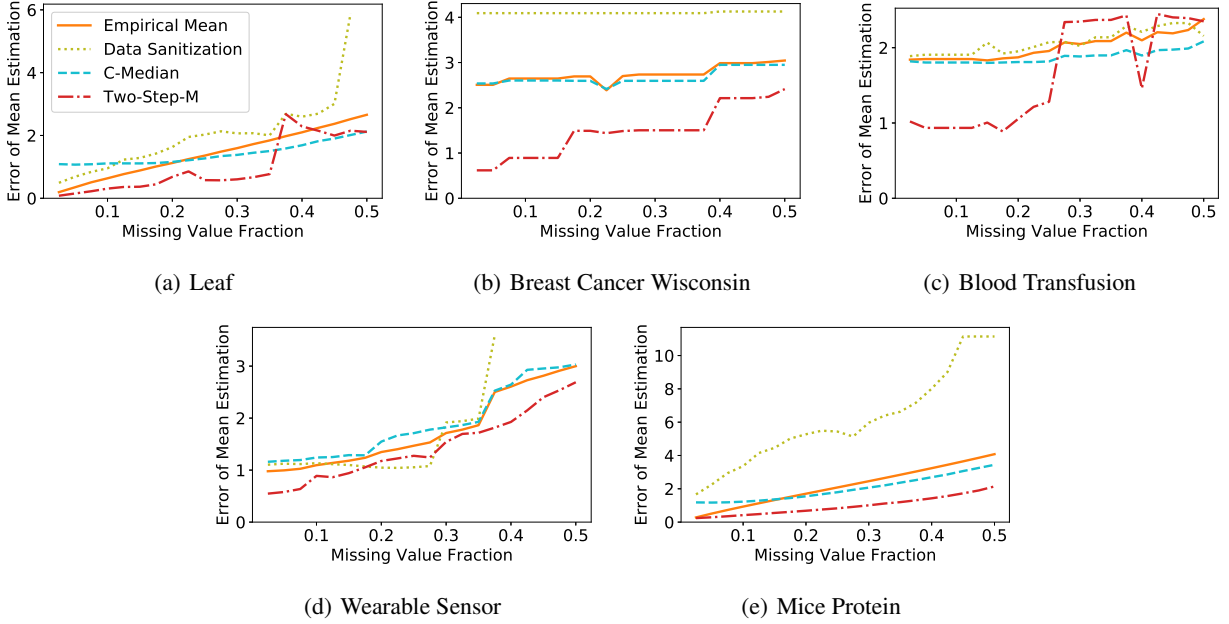 Error of Mean Estimation
6
4
2
0
Empirical Mean
Data Sanitization
C-Median
Two-Step-M
0.1 0.2 0.3 0.4 0.5
Missing Value Fraction
(a) Leaf
Error of Mean Estimation
4
3
2
1
0
0.1 0.2 0.3 0.4 0.5
Missing Value Fraction
(b) Breast Cancer Wisconsin
Error of Mean Estimation
2
1
0
0.1 0.2 0.3 0.4 0.5
Missing Value Fraction
(c) Blood Transfusion
Error of Mean Estimation
3
2
1
0
0.1 0.2 0.3 0.4 0.5
Missing Value Fraction
(d) Wearable Sensor
Error of Mean Estimation
10
8
6
4
2
0
0.1 0.2 0.3 0.4 0.5
Missing Value Fraction
(e) Mice Protein